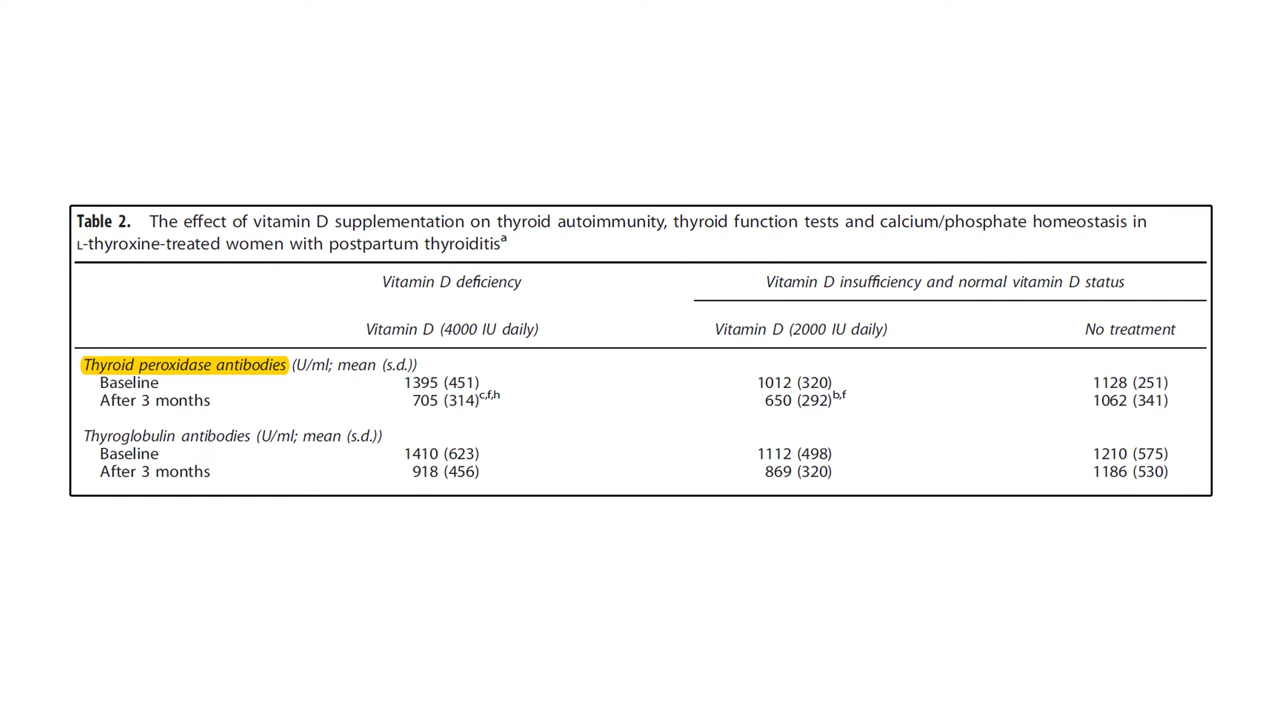 Table 2. The effect of vitamin D supplementation on thyroid autoimmunity, thyroid function tests and calcium/phosphate homeostasis in
L-thyroxine-treated women with postpartum thyroiditis^a
Vitamin D deficiency Vitamin D insufficiency and normal vitamin D status
Vitamin D (4000 IU daily) Vitamin D (2000 IU daily) No treatment
Thyroid peroxidase antibodies (U/ml; mean (s.d.))
Baseline 1395 (451) 1012 (320) 1128 (251)
After 3 months 705 (314)^c,f,h 650 (292)^b,f 1062 (341)
Thyroglobulin antibodies (U/ml; mean (s.d.))
Baseline 1410 (623) 1112 (498) 1210 (575)
After 3 months 918 (456) 869 (320) 1186 (530)